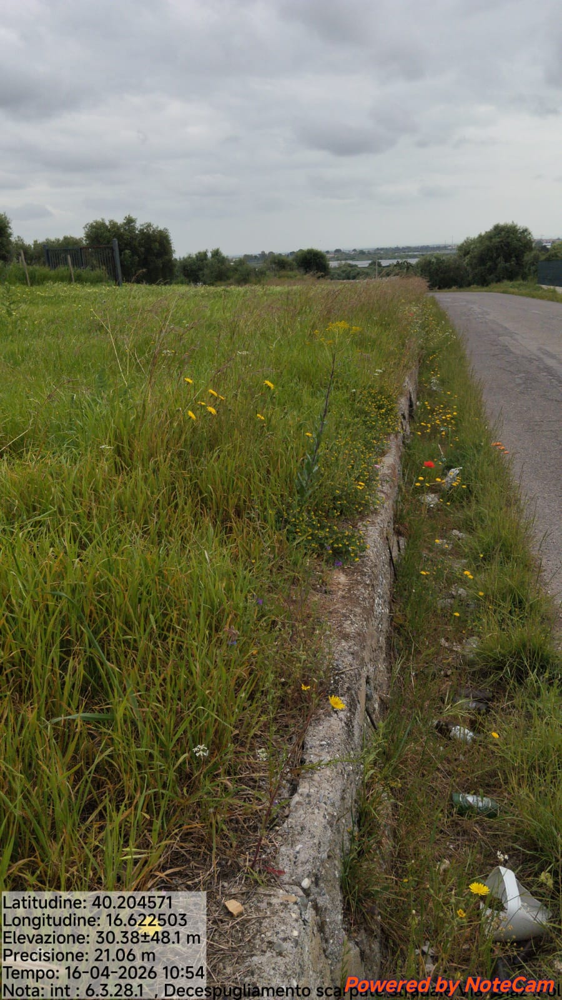 Latitudine: 40.204571
Longitudine: 16.622503
Elevazione: 30.38±48.1 m
Precisione: 21.06 m
Tempo: 16-04-2026 10:54
Nota: int : 6.3.28.1 , Decespugliamento scarpate
Powered by NoteCam